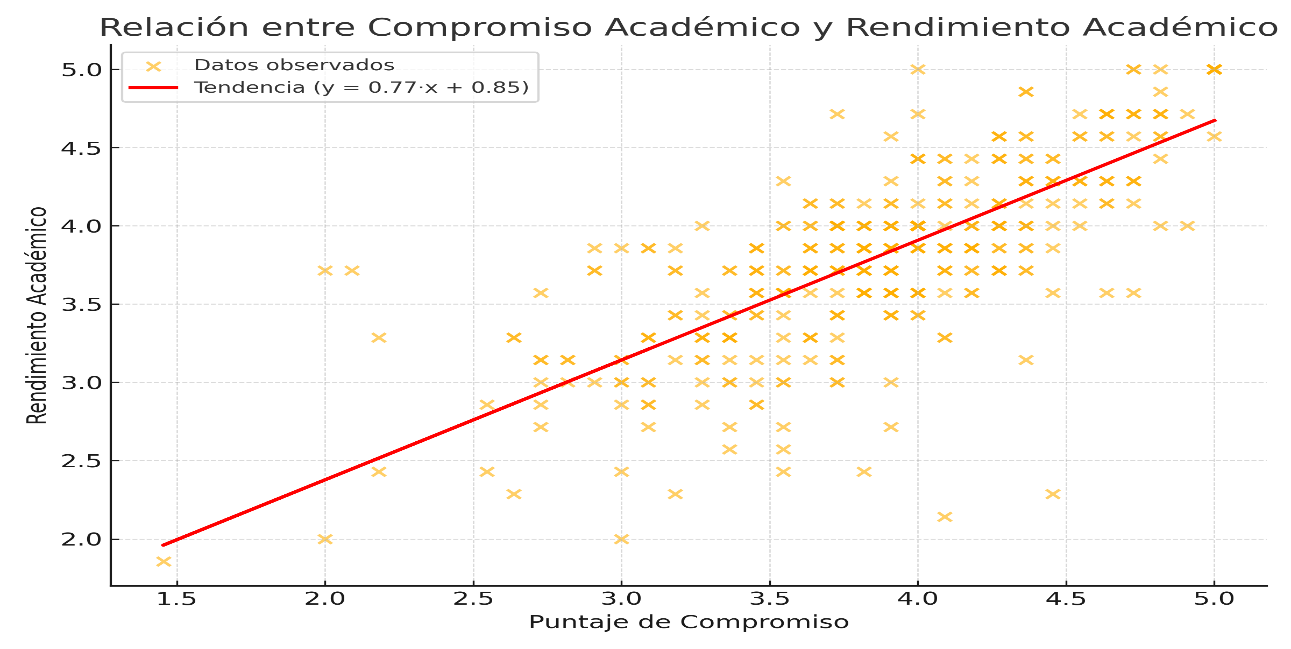 Relación entre Compromiso Académico y Rendimiento Académico
Datos observados
Tendencia (y = 0.77·x + 0.85)
Rendimiento Académico
5.0
4.5
4.0
3.5
3.0
2.5
2.0
1.5 2.0 2.5 3.0 3.5 4.0 4.5 5.0
Puntaje de Compromiso